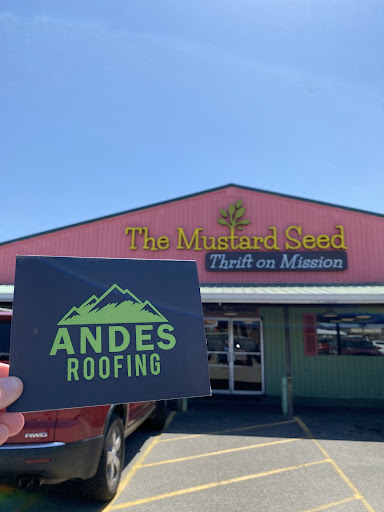 The Mustard Seed
Thrift on Mission
ANDES
ROOFING
AWD